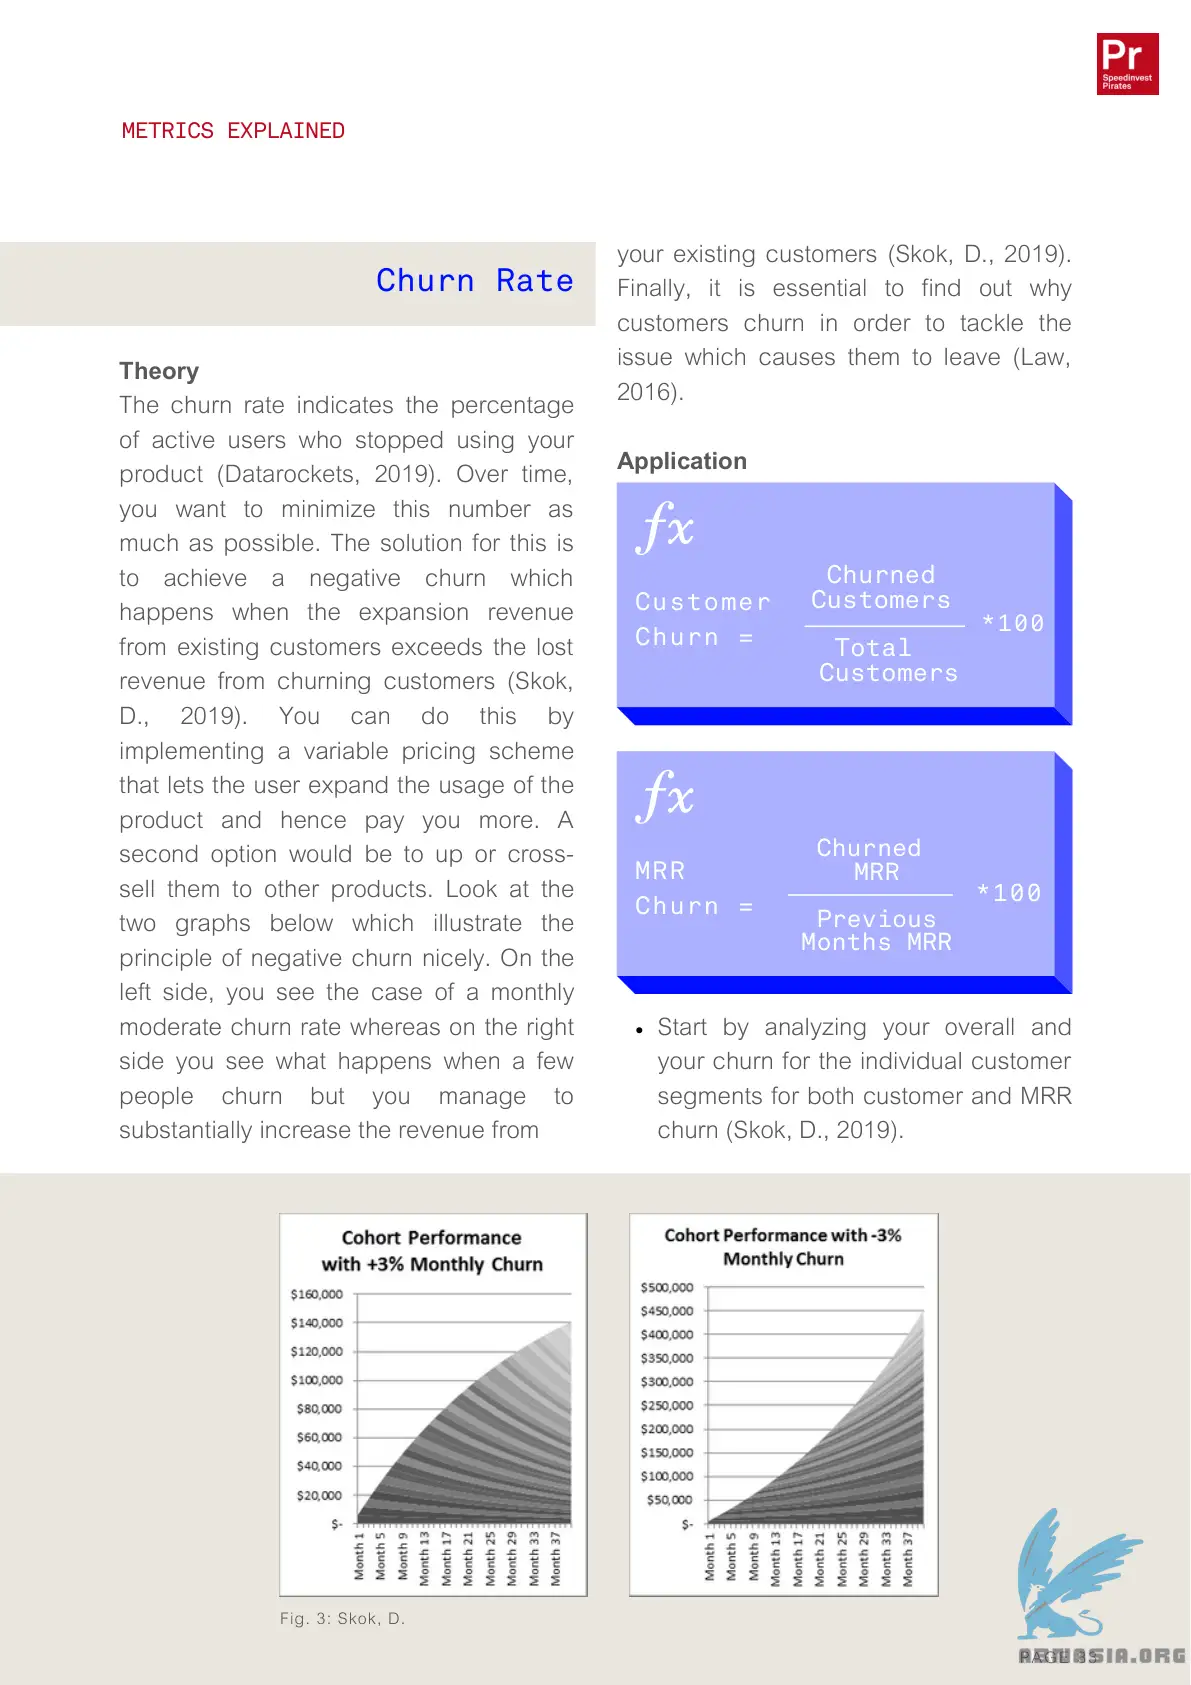 Pr
Speedinvest
Pirates
METRICS EXPLAINED
Churn Rate
Theory
The churn rate indicates the percentage
of active users who stopped using your
product (Datarockets, 2019). Over time,
you want to minimize this number as
much as possible. The solution for this is
to achieve a negative churn which
happens when the expansion revenue
from existing customers exceeds the lost
revenue from churning customers (Skok,
D., 2019). You can do this by
implementing a variable pricing scheme
that lets the user expand the usage of the
product and hence pay you more. A
second option would be to up or cross-
sell them to other products. Look at the
two graphs below which illustrate the
principle of negative churn nicely. On the
left side, you see the case of a monthly
moderate churn rate whereas on the right
side you see what happens when a few
people churn but you manage to
substantially increase the revenue from
your existing customers (Skok, D., 2019).
Finally, it is essential to find out why
customers churn in order to tackle the
issue which causes them to leave (Law,
2016).
Application
fx
Customer
Churn =
Churned
Customers
Total
Customers
*100
fx
MRR
Churn =
Churned
MRR
Previous
Months MRR
*100
• Start by analyzing your overall and
your churn for the individual customer
segments for both customer and MRR
churn (Skok, D., 2019).
Cohort Performance
with +3% Monthly Churn
$160,000
$140,000
$120,000
$100,000
$80,000
$60,000
$40,000
$20,000
$-
Month 1
Month 5
Month 9
Month 13
Month 17
Month 21
Month 25
Month 29
Month 33
Month 37
Cohort Performance with -3%
Monthly Churn
$500,000
$450,000
$400,000
$350,000
$300,000
$250,000
$200,000
$150,000
$100,000
$50,000
$-
Month 1
Month 5
Month 9
Month 13
Month 17
Month 21
Month 25
Month 29
Month 33
Month 37
Fig. 3: Skok, D.
PAGE 33